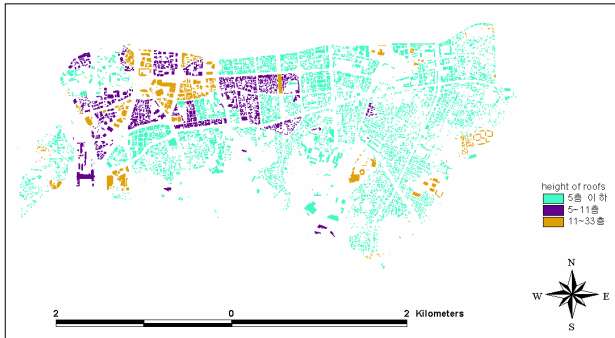 height of roofs
5층 이하
5~11층
11~33층
N
W E
S
2 0 2 Kilometers